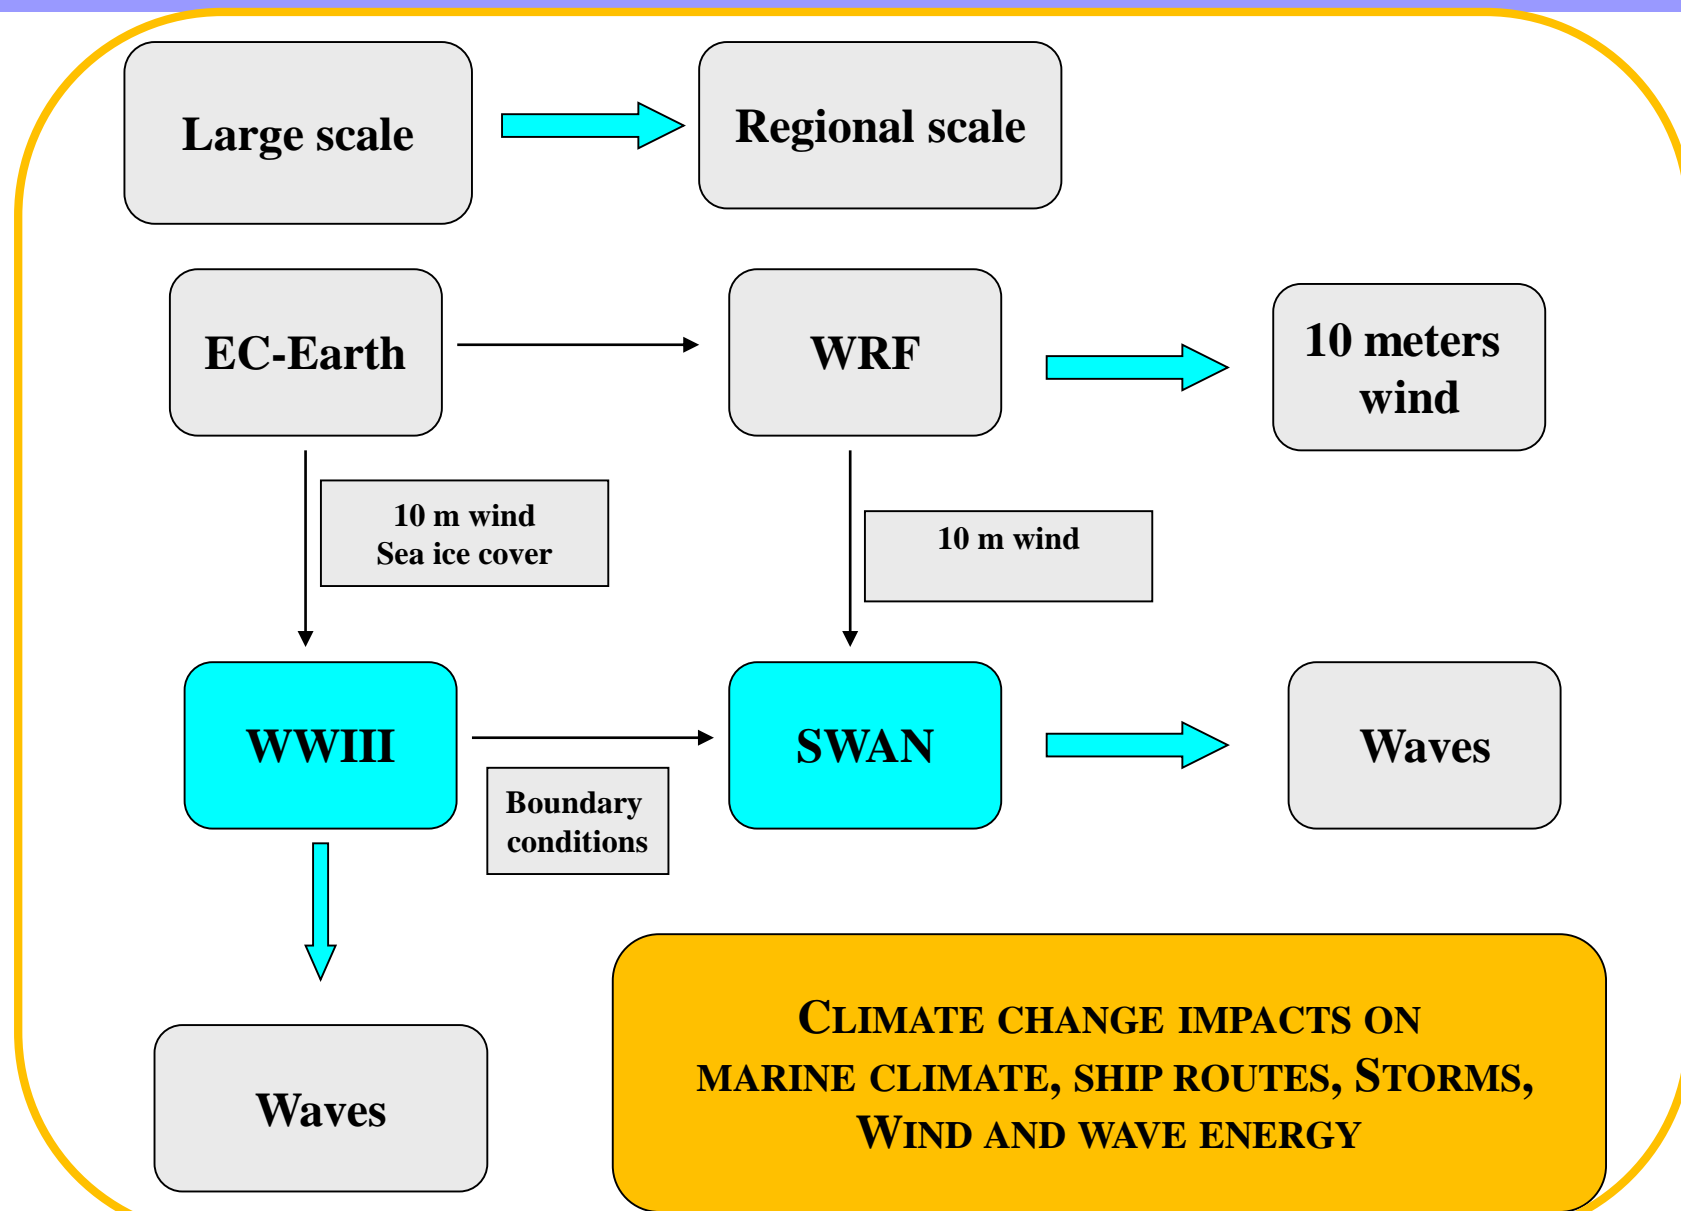 Large scale
Regional scale
EC-Earth
WRF
10 meters
wind
10 m wind
Sea ice cover
10 m wind
WWIII
SWAN
Waves
Boundary
conditions
Waves
CLIMATE CHANGE IMPACTS ON
MARINE CLIMATE, SHIP ROUTES, STORMS,
WIND AND WAVE ENERGY